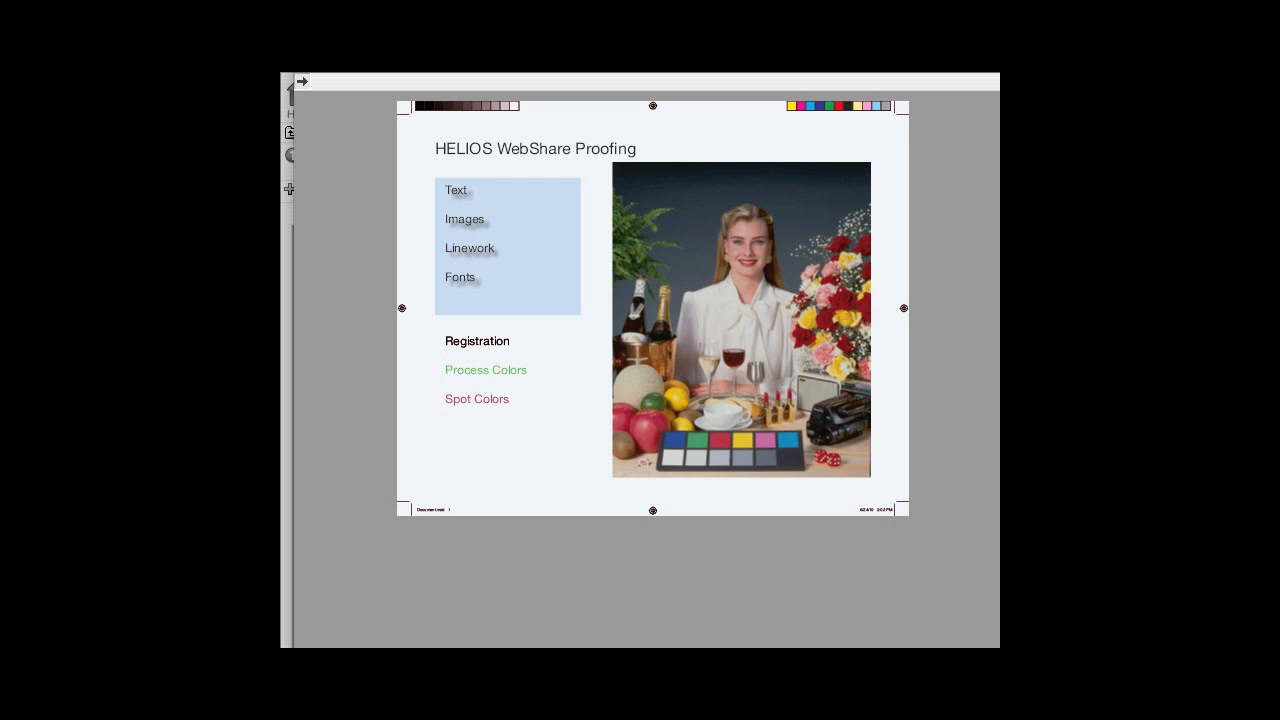 HELIOS WebShare Proofing
Text
Images
Linework
Fonts
Registration
Process Colors
Spot Colors